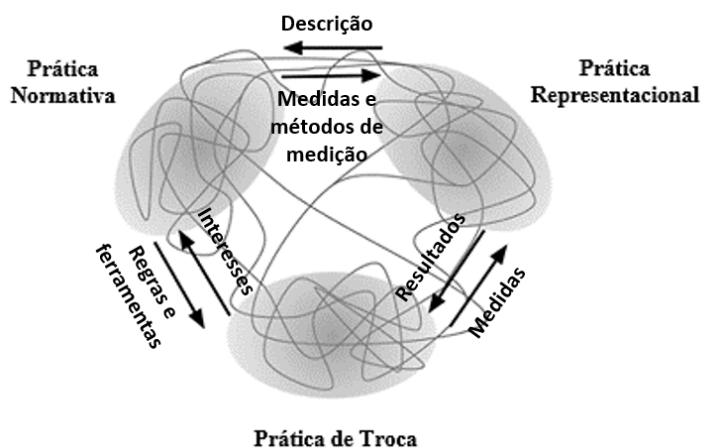 Descrição
Prática
Normativa
Prática
Representacional
Medidas e
métodos de
medição
Interesses
Regras e
ferramentas
Resultados
Medidas
Prática de Troca